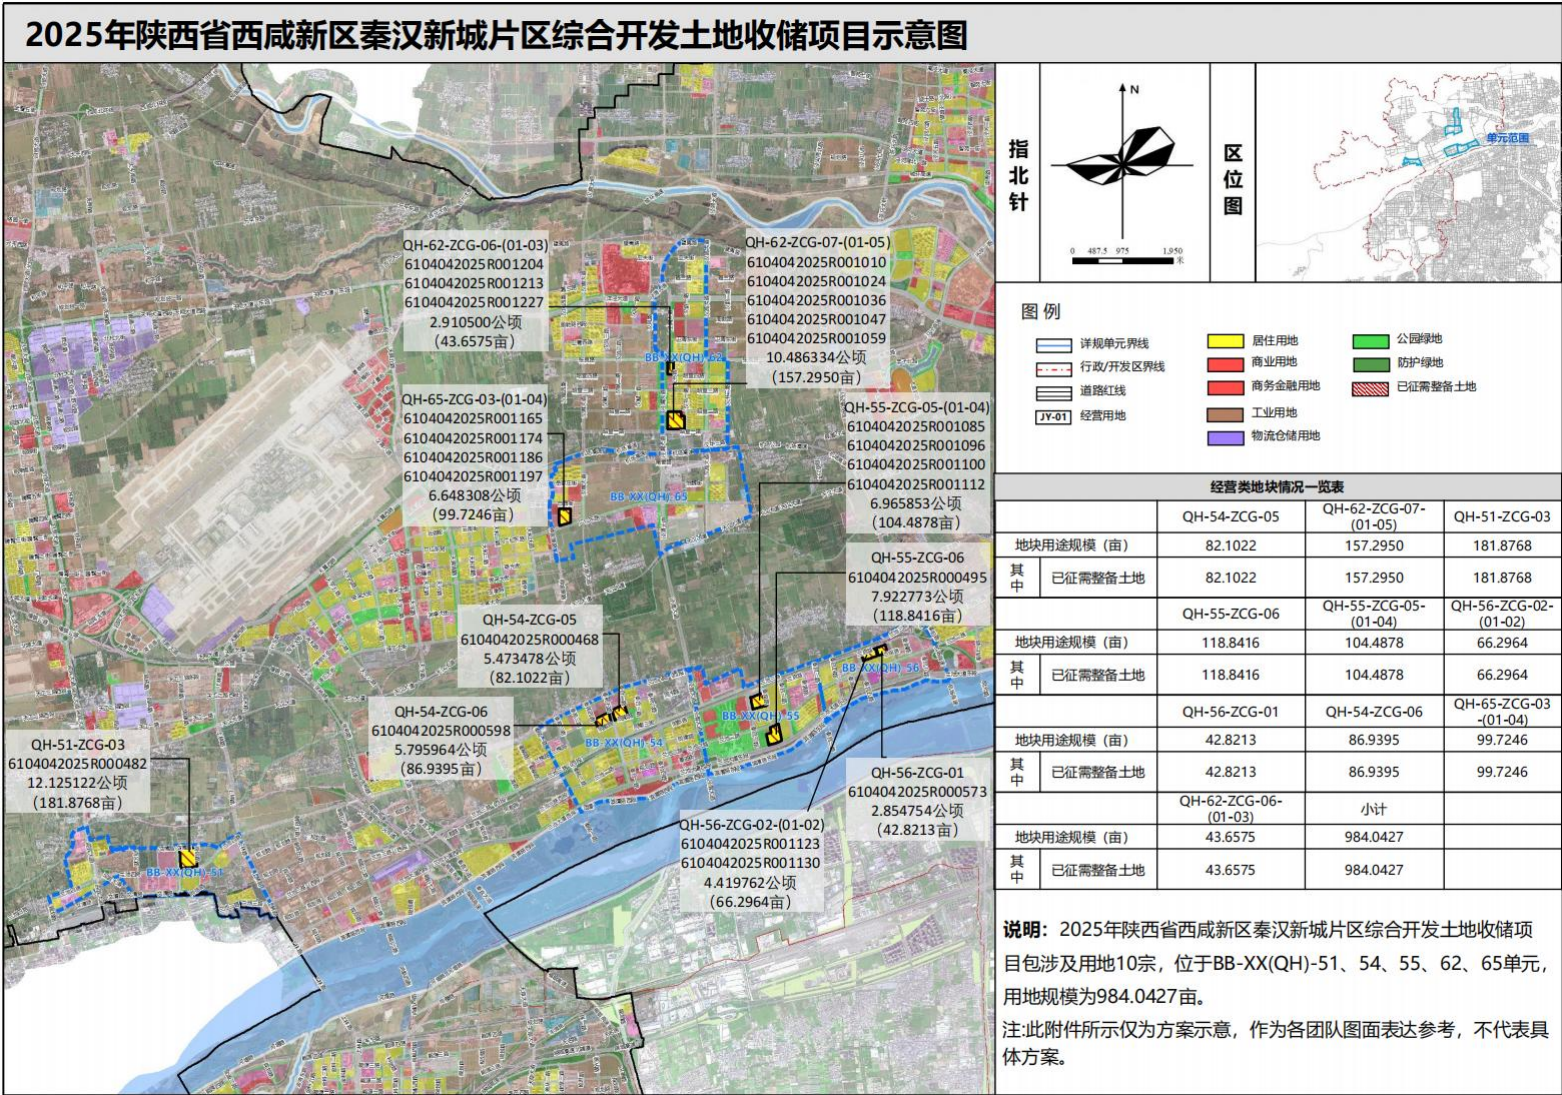 2025年陕西省西咸新区秦汉新城片区综合开发土地收储项目示意图
QH-62-ZCG-06-(01-03)
6104042025R001204
6104042025R001213
6104042025R001227
2.910500公顷
（43.6575亩）
QH-62-ZCG-07-(01-05)
6104042025R001010
6104042025R001024
6104042025R001036
6104042025R001047
6104042025R001059
10.486334公顷
（157.2950亩）
BB-XX(QH)-62
QH-65-ZCG-03-(01-04)
6104042025R001165
6104042025R001174
6104042025R001186
6104042025R001197
6.648308公顷
（99.7246亩）
BB-XX(QH)-65
QH-55-ZCG-05-(01-04)
6104042025R001085
6104042025R001096
6104042025R001100
6104042025R001112
6.965853公顷
（104.4878亩）
QH-55-ZCG-06
6104042025R000495
7.922773公顷
（118.8416亩）
QH-54-ZCG-05
6104042025R000468
5.473478公顷
（82.1022亩）
QH-54-ZCG-06
6104042025R000598
5.795964公顷
（86.9395亩）
BB-XX(QH)-56
BB-XX(QH)-55
BB-XX(QH)-54
QH-51-ZCG-03
6104042025R000482
12.125122公顷
（181.8768亩）
BB-XX(QH)-51
QH-56-ZCG-01
6104042025R000573
2.854754公顷
（42.8213亩）
QH-56-ZCG-02-(01-02)
6104042025R001123
6104042025R001130
4.419762公顷
（66.2964亩）
指北针
N
0 487.5 975 1,950
米
区位图
单元范围
图例
详规单元界线
行政/开发区界线
道路红线
JY-01 经营用地
居住用地
商业用地
商务金融用地
工业用地
物流仓储用地
公园绿地
防护绿地
已征需整备土地
经营类地块情况一览表
QH-54-ZCG-05 QH-62-ZCG-07-(01-05) QH-51-ZCG-03
地块用途规模（亩） 82.1022 157.2950 181.8768
其中 已征需整备土地 82.1022 157.2950 181.8768
QH-55-ZCG-06 QH-55-ZCG-05-(01-04) QH-56-ZCG-02-(01-02)
地块用途规模（亩） 118.8416 104.4878 66.2964
其中 已征需整备土地 118.8416 104.4878 66.2964
QH-56-ZCG-01 QH-54-ZCG-06 QH-65-ZCG-03-(01-04)
地块用途规模（亩） 42.8213 86.9395 99.7246
其中 已征需整备土地 42.8213 86.9395 99.7246
QH-62-ZCG-06-(01-03) 小计
地块用途规模（亩） 43.6575 984.0427
其中 已征需整备土地 43.6575 984.0427
说明：2025年陕西省西咸新区秦汉新城片区综合开发土地收储项
目包涉及用地10宗，位于BB-XX(QH)-51、54、55、62、65单元，
用地规模为984.0427亩。
注:此附件所示仅为方案示意，作为各团队图面表达参考，不代表具
体方案。